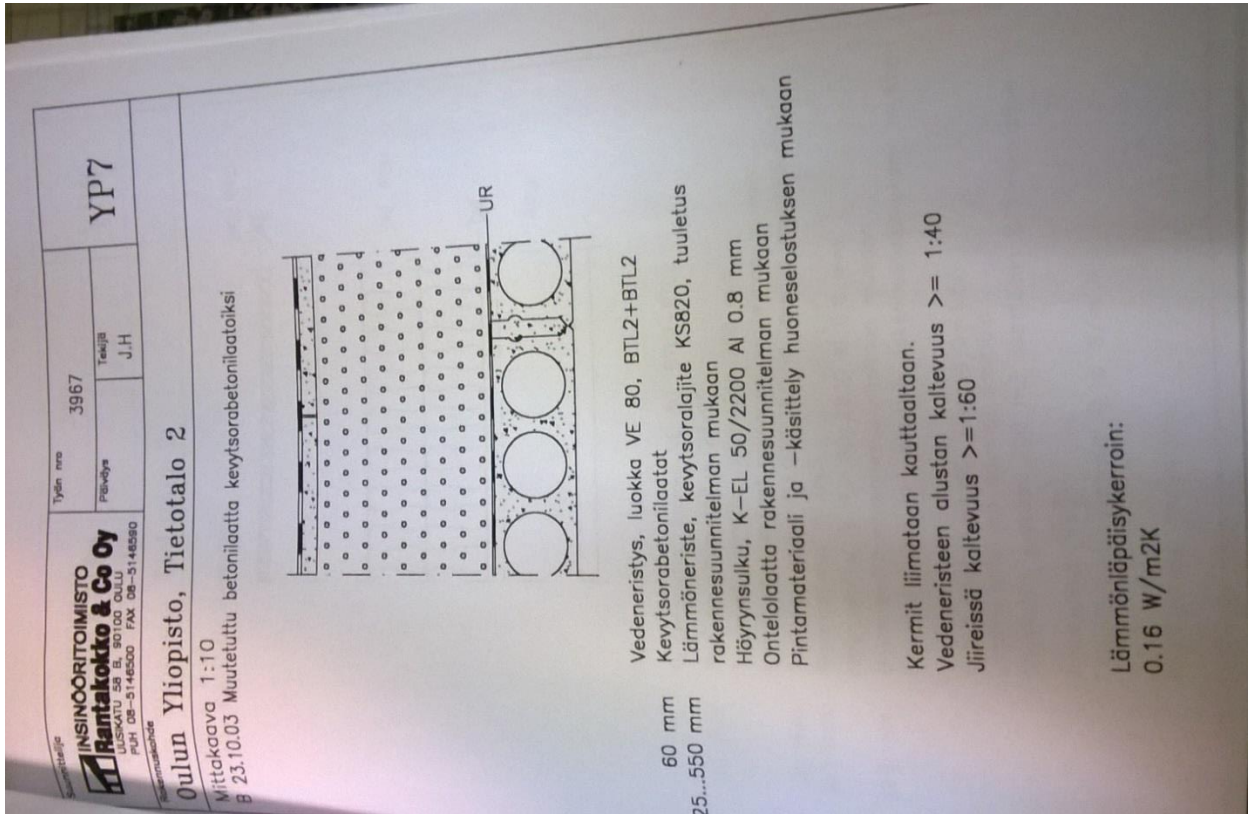 Suunnittelija
INSINÖÖRITOIMISTO
Rantakokko & Co Oy
UUSIKATU 58 B, 90100 OULU
PUH 08-5146500 FAX 08-5146590
Työn nro
3967
Päiväys
Tekijä
J.H
YP7
Rakennuskohde
Oulun Yliopisto, Tietotalo 2
Mittakaava 1:10
B 23.10.03 Muutetuttu betonilaatta kevytsorabetonilaatoiksi
UR
Vedeneristys, luokka VE 80, BTL2+BTL2
60 mm Kevytsorabetonilaatat
25...550 mm Lämmöneriste, kevytsoralajite KS820, tuuletus
rakennesuunnitelman mukaan
Höyrynsulku, K-EL 50/2200 Al 0.8 mm
Ontelolaatta rakennesuunnitelman mukaan
Pintamateriaali ja -käsittely huoneselostuksen mukaan
Kermit liimataan kauttaaltaan.
Vedeneristeen alustan kaltevuus >= 1:40
Jiireissä kaltevuus >=1:60
Lämmönläpäisykerroin:
0.16 W/m2K